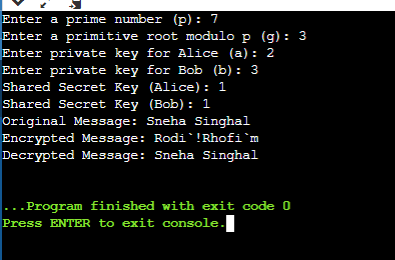 Enter a prime number (p): 7
Enter a primitive root modulo p (g): 3
Enter private key for Alice (a): 2
Enter private key for Bob (b): 3
Shared Secret Key (Alice): 1
Shared Secret Key (Bob): 1
Original Message: Sneha Singhal
Encrypted Message: Rodi`!Rhofi`m
Decrypted Message: Sneha Singhal
...Program finished with exit code 0
Press ENTER to exit console.